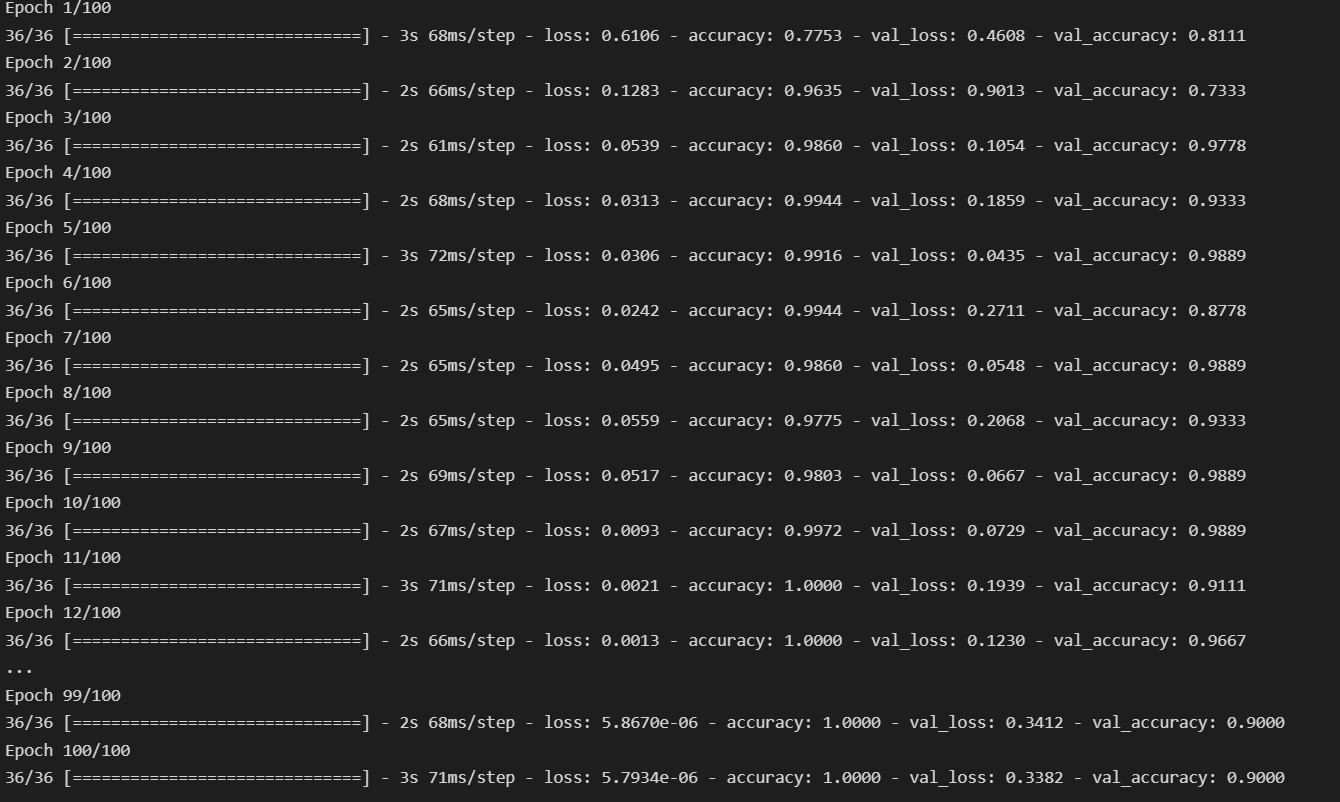 Epoch 1/100
36/36 [==============================] - 3s 68ms/step - loss: 0.6106 - accuracy: 0.7753 - val_loss: 0.4608 - val_accuracy: 0.8111
Epoch 2/100
36/36 [==============================] - 2s 66ms/step - loss: 0.1283 - accuracy: 0.9635 - val_loss: 0.9013 - val_accuracy: 0.7333
Epoch 3/100
36/36 [==============================] - 2s 61ms/step - loss: 0.0539 - accuracy: 0.9860 - val_loss: 0.1054 - val_accuracy: 0.9778
Epoch 4/100
36/36 [==============================] - 2s 68ms/step - loss: 0.0313 - accuracy: 0.9944 - val_loss: 0.1859 - val_accuracy: 0.9333
Epoch 5/100
36/36 [==============================] - 3s 72ms/step - loss: 0.0306 - accuracy: 0.9916 - val_loss: 0.0435 - val_accuracy: 0.9889
Epoch 6/100
36/36 [==============================] - 2s 65ms/step - loss: 0.0242 - accuracy: 0.9944 - val_loss: 0.2711 - val_accuracy: 0.8778
Epoch 7/100
36/36 [==============================] - 2s 65ms/step - loss: 0.0495 - accuracy: 0.9860 - val_loss: 0.0548 - val_accuracy: 0.9889
Epoch 8/100
36/36 [==============================] - 2s 65ms/step - loss: 0.0559 - accuracy: 0.9775 - val_loss: 0.2068 - val_accuracy: 0.9333
Epoch 9/100
36/36 [==============================] - 2s 69ms/step - loss: 0.0517 - accuracy: 0.9803 - val_loss: 0.0667 - val_accuracy: 0.9889
Epoch 10/100
36/36 [==============================] - 2s 67ms/step - loss: 0.0093 - accuracy: 0.9972 - val_loss: 0.0729 - val_accuracy: 0.9889
Epoch 11/100
36/36 [==============================] - 3s 71ms/step - loss: 0.0021 - accuracy: 1.0000 - val_loss: 0.1939 - val_accuracy: 0.9111
Epoch 12/100
36/36 [==============================] - 2s 66ms/step - loss: 0.0013 - accuracy: 1.0000 - val_loss: 0.1230 - val_accuracy: 0.9667
...
Epoch 99/100
36/36 [==============================] - 2s 68ms/step - loss: 5.8670e-06 - accuracy: 1.0000 - val_loss: 0.3412 - val_accuracy: 0.9000
Epoch 100/100
36/36 [==============================] - 3s 71ms/step - loss: 5.7934e-06 - accuracy: 1.0000 - val_loss: 0.3382 - val_accuracy: 0.9000